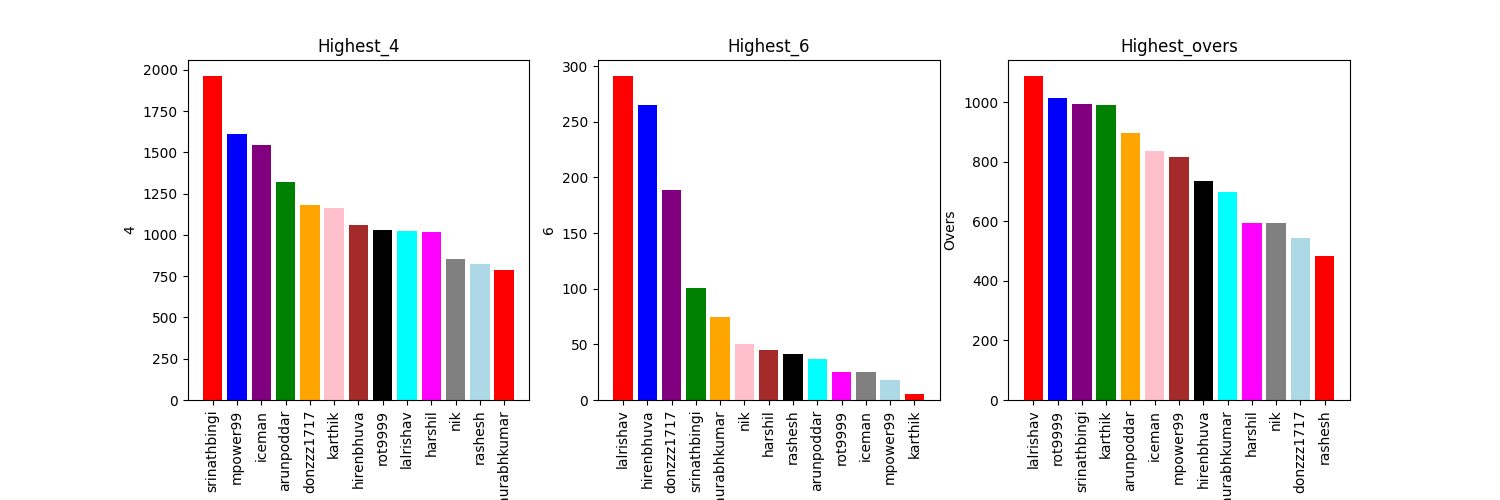 Highest_4
2000
1750
1500
1250
1000
750
500
250
0
4
srinathbingi
mpower99
iceman
arunpoddar
donzzz1717
karthik
hirenbhuva
rot9999
lalrishav
harshil
nik
rashesh
urabhkumar
Highest_6
300
250
200
150
100
50
0
6
lalrishav
hirenbhuva
donzzz1717
srinathbingi
urabhkumar
nik
harshil
rashesh
arunpoddar
rot9999
iceman
mpower99
karthik
Highest_overs
1000
800
600
400
200
0
Overs
lalrishav
rot9999
srinathbingi
karthik
arunpoddar
iceman
mpower99
hirenbhuva
urabhkumar
harshil
nik
donzzz1717
rashesh